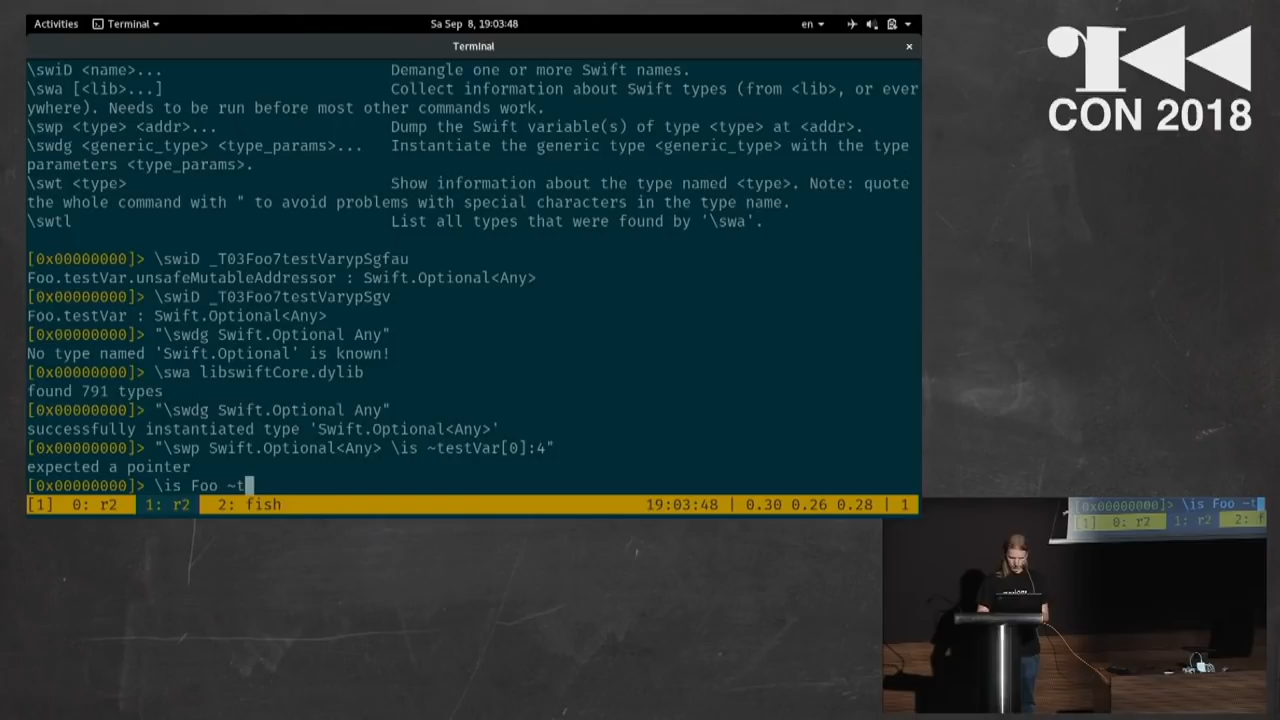 Activities Terminal Sa Sep 8, 19:03:48 en
Terminal ×
\swiD <name>... Demangle one or more Swift names.
\swa [<lib>...] Collect information about Swift types (from <lib>, or ever
ywhere). Needs to be run before most other commands work.
\swp <type> <addr>... Dump the Swift variable(s) of type <type> at <addr>.
\swdg <generic_type> <type_params>... Instantiate the generic type <generic_type> with the type
parameters <type_params>.
\swt <type> Show information about the type named <type>. Note: quote
the whole command with " to avoid problems with special characters in the type name.
\swtl List all types that were found by '\swa'.
[0x00000000]> \swiD _T03Foo7testVarypSgfau
Foo.testVar.unsafeMutableAddressor : Swift.Optional<Any>
[0x00000000]> \swiD _T03Foo7testVarypSgv
Foo.testVar : Swift.Optional<Any>
[0x00000000]> "\swdg Swift.Optional Any"
No type named 'Swift.Optional' is known!
[0x00000000]> \swa libswiftCore.dylib
found 791 types
[0x00000000]> "\swdg Swift.Optional Any"
successfully instantiated type 'Swift.Optional<Any>'
[0x00000000]> "\swp Swift.Optional<Any> \is ~testVar[0]:4"
expected a pointer
[0x00000000]> \is Foo ~t
[1] 0: r2 1: r2 2: fish 19:03:48 | 0.30 0.26 0.28 | 1
CON 2018
[0x00000000]> \is Foo ~t
[1] 0: r2 1: r2 2: f